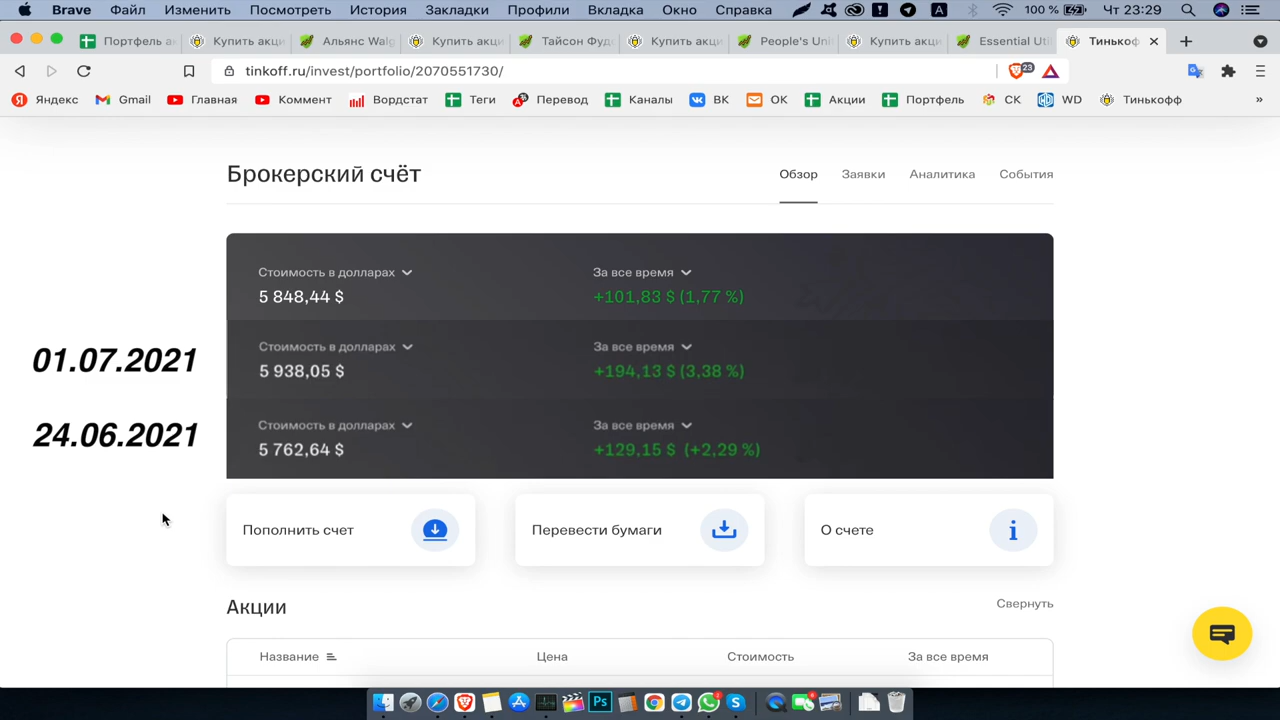 Brave Файл Изменить Посмотреть История Закладки Профили Вкладка Окно Справка A 100 % Чт 23:29
Портфель а Купить акци Альянс Walg Купить акци Тайсон Фудс Купить акци People's Uni Купить акци Essential Util Тинькоф
tinkoff.ru/invest/portfolio/2070551730/ 23
Яндекс Gmail Главная Коммент Вордстат Теги Перевод Каналы ВК ОК Акции Портфель СК WD Тинькофф »
Брокерский счёт Обзор Заявки Аналитика События
Стоимость в долларах За все время
5 848,44 $ +101,83 $ (1,77 %)
Стоимость в долларах За все время
01.07.2021 5 938,05 $ +194,13 $ (3,38 %)
Стоимость в долларах За все время
24.06.2021 5 762,64 $ +129,15 $ (+2,29 %)
Пополнить счет Перевести бумаги О счете
Акции Свернуть
Название Цена Стоимость За все время
Ps